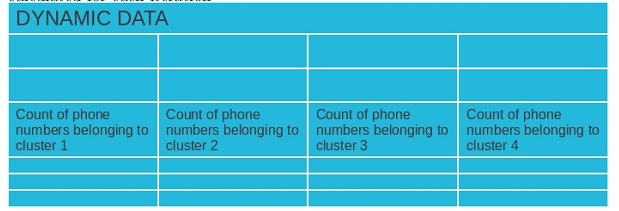 DYNAMIC DATA
Count of phone
numbers belonging to
cluster 1
Count of phone
numbers belonging to
cluster 2
Count of phone
numbers belonging to
cluster 3
Count of phone
numbers belonging to
cluster 4